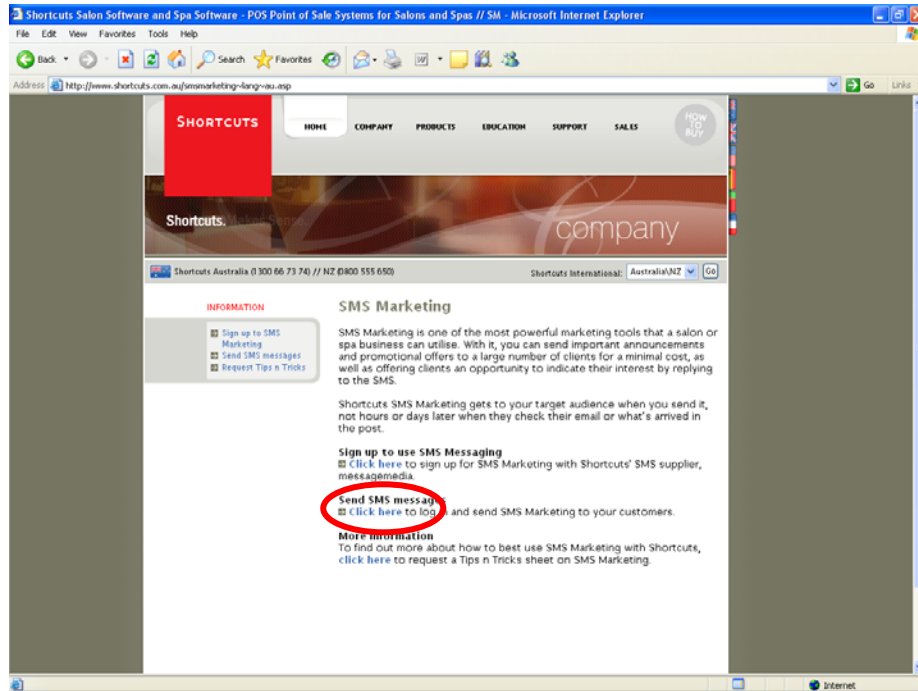 Shortcuts Salon Software and Spa Software - POS Point of Sale Systems for Salons and Spas // SM - Microsoft Internet Explorer
File Edit View Favorites Tools Help
Back Search Favorites
Address http://www.shortcuts.com.au/smsmarketing~lang~au.asp Go Links
SHORTCUTS HOME COMPANY PRODUCTS EDUCATION SUPPORT SALES HOW TO BUY
Shortcuts. Makes Sense.
company
Shortcuts Australia (1300 66 73 74) // NZ (0800 555 650) Shortcuts International: Australia\NZ Go
INFORMATION
Sign up to SMS
Marketing
Send SMS messages
Request Tips n Tricks
SMS Marketing
SMS Marketing is one of the most powerful marketing tools that a salon or
spa business can utilise. With it, you can send important announcements
and promotional offers to a large number of clients for a minimal cost, as
well as offering clients an opportunity to indicate their interest by replying
to the SMS.
Shortcuts SMS Marketing gets to your target audience when you send it,
not hours or days later when they check their email or what's arrived in
the post.
Sign up to use SMS Messaging
Click here to sign up for SMS Marketing with Shortcuts' SMS supplier,
messagemedia.
Send SMS messages
Click here to log in and send SMS Marketing to your customers.
More information
To find out more about how to best use SMS Marketing with Shortcuts,
click here to request a Tips n Tricks sheet on SMS Marketing.
Internet